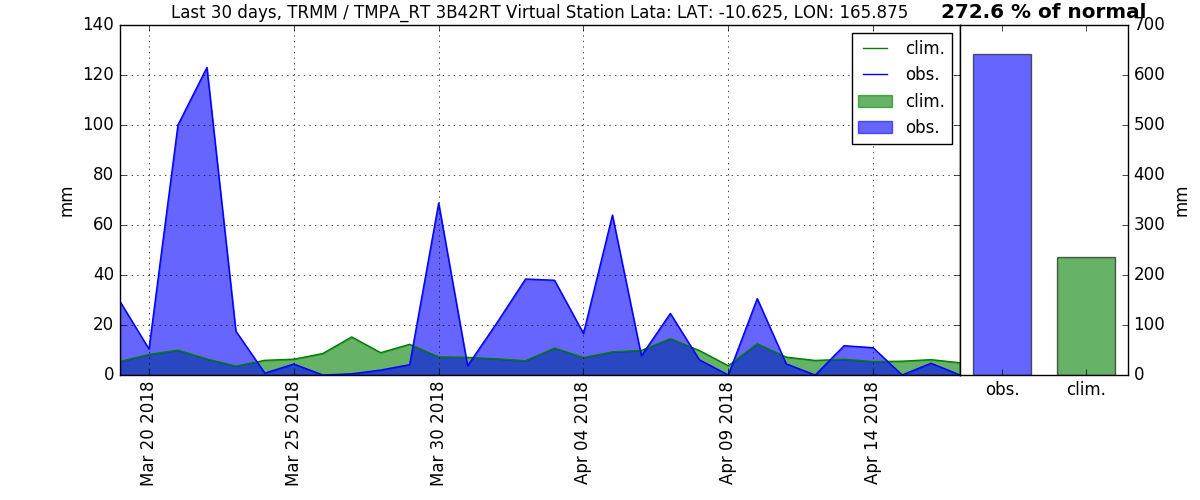 Last 30 days, TRMM / TMPA_RT 3B42RT Virtual Station Lata: LAT: -10.625, LON: 165.875
272.6 % of normal
140
120
100
80
60
40
20
0
mm
clim.
obs.
clim.
obs.
700
600
500
400
300
200
100
0
mm
Mar 20 2018
Mar 25 2018
Mar 30 2018
Apr 04 2018
Apr 09 2018
Apr 14 2018
obs.
clim.